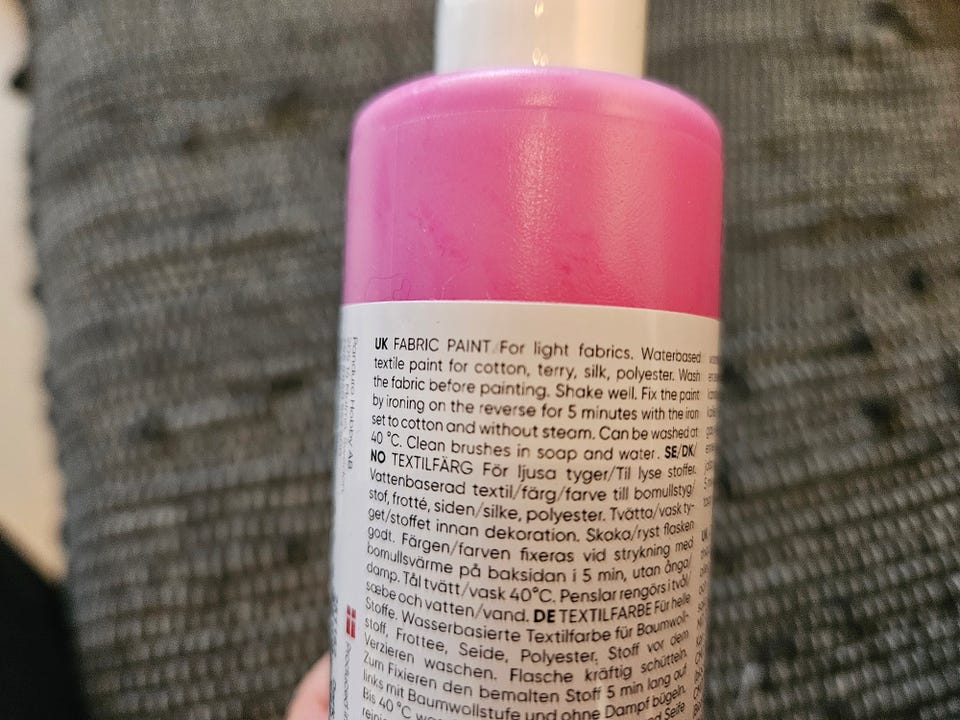 UK FABRIC PAINT For light fabrics. Waterbased
textile paint for cotton, terry, silk, polyester. Wash
the fabric before painting. Shake well. Fix the paint
by ironing on the reverse for 5 minutes with the iron
set to cotton and without steam. Can be washed at
40 °C. Clean brushes in soap and water. SE/DK/
NO TEXTILFÄRG För ljusa tyger/Til lyse stoffer.
Vattenbaserad textil/färg/farve till bomullstyg/
stof, frotté, siden/silke, polyester. Tvätta/vask ty-
get/stoffet innan dekoration. Skaka/ryst flasken
godt. Färgen/farven fixeras vid strykning med
bomullsvärme på baksidan i 5 min, utan ånga/
damp. Tål tvätt/vask 40°C. Penslar rengörs i tvål/
sæbe och vatten/vand. DE TEXTILFARBE Für helle
Stoffe. Wasserbasierte Textilfarbe für Baumwoll-
stoff, Frottee, Seide, Polyester. Stoff vor dem
Verzieren waschen. Flasche kräftig schütteln.
Zum Fixieren den bemalten Stoff 5 min lang auf
links mit Baumwollstufe und ohne Dampf bügeln.
Bis 40 °C
Panduro Hobby AB
Produced in